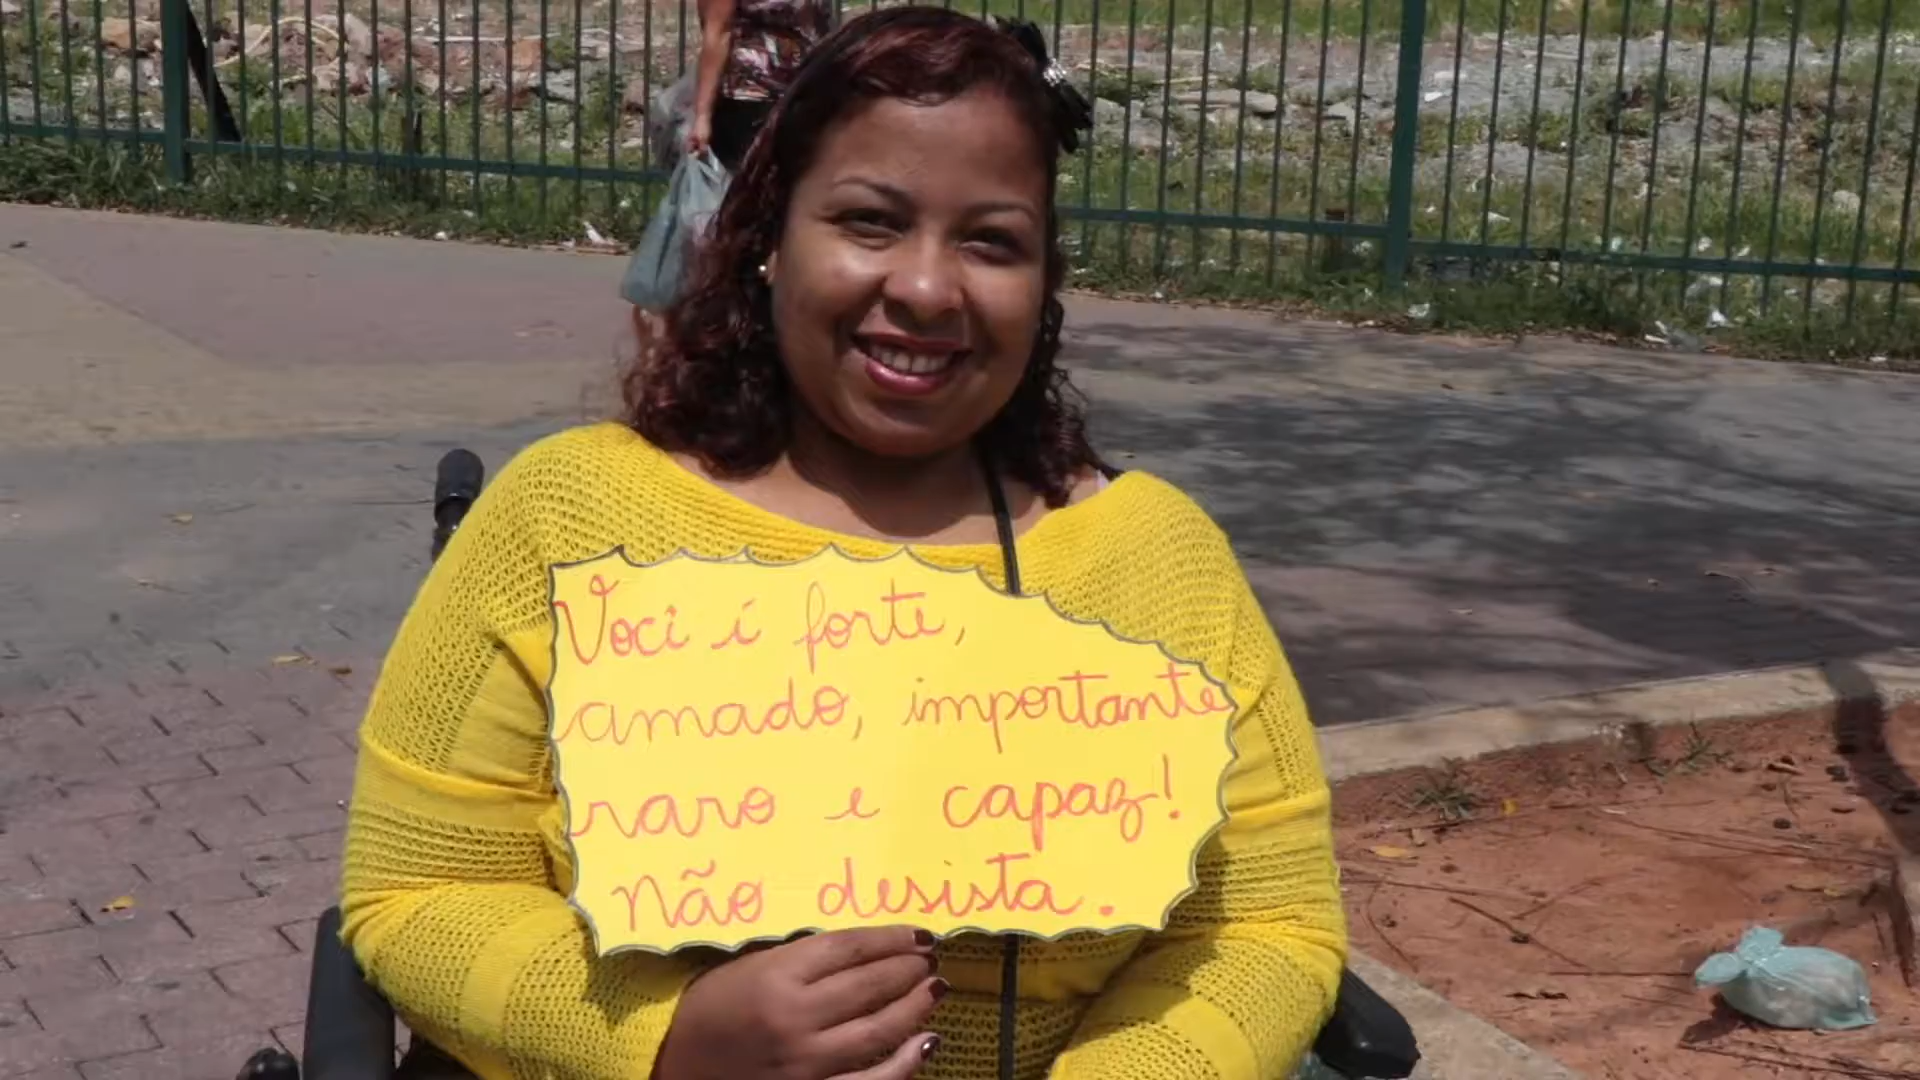 Você é forte,
amado, importante
raro e capaz!
Não desista.